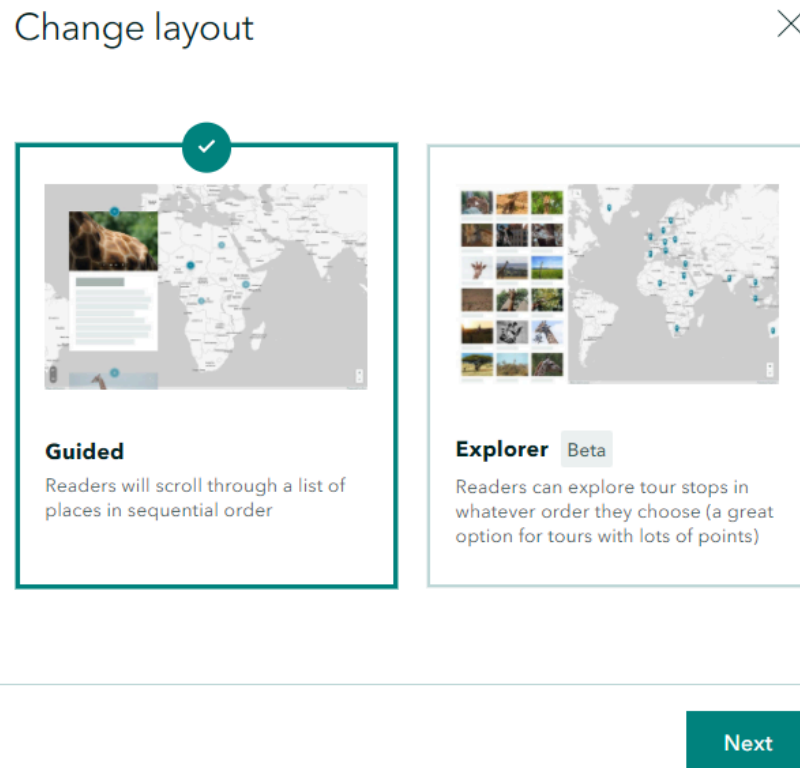 Change layout
Guided
Readers will scroll through a list of
places in sequential order
Explorer Beta
Readers can explore tour stops in
whatever order they choose (a great
option for tours with lots of points)
Next